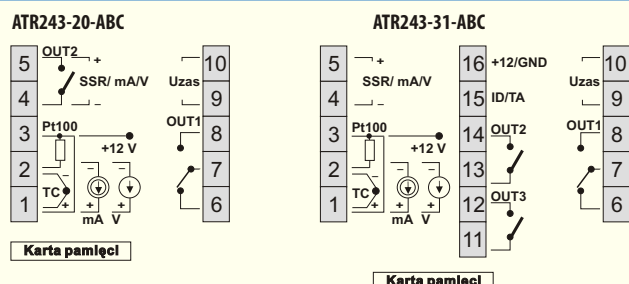 ATR243-20-ABC
5 OUT2 + 10
SSR/ mA/V Uzas
4 - 9
3 Pt100 +12 V OUT1 8
2 - - - 7
1 TC + + + 6
mA V
Karta pamięci
ATR243-31-ABC
5 + 16 +12/GND 10
SSR/ mA/V Uzas
4 - 15 ID/TA 9
3 Pt100 +12 V 14 OUT2 OUT1 8
2 - - - 13 7
1 TC + + + 12 OUT3 6
mA V 11
Karta pamięci